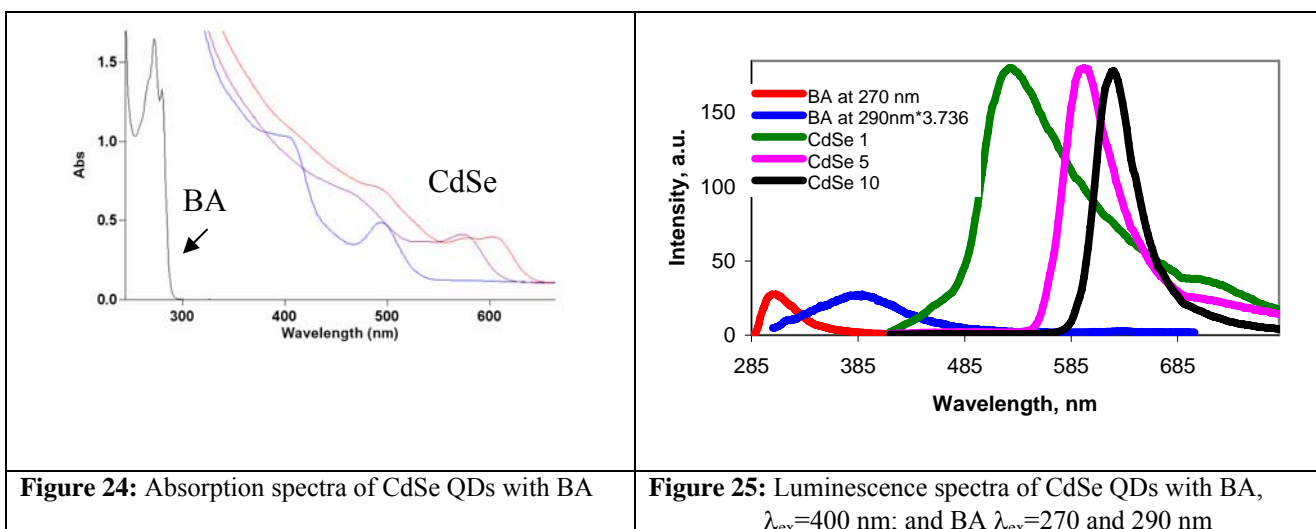 1.5
1.0
0.5
0.0
Abs
BA
CdSe
300
400
500
600
Wavelength (nm)
Figure 24: Absorption spectra of CdSe QDs with BA
150
100
50
0
Intensity, a.u.
BA at 270 nm
BA at 290nm*3.736
CdSe 1
CdSe 5
CdSe 10
285
385
485
585
685
Wavelength, nm
Figure 25: Luminescence spectra of CdSe QDs with BA,
λex=400 nm; and BA λex=270 and 290 nm